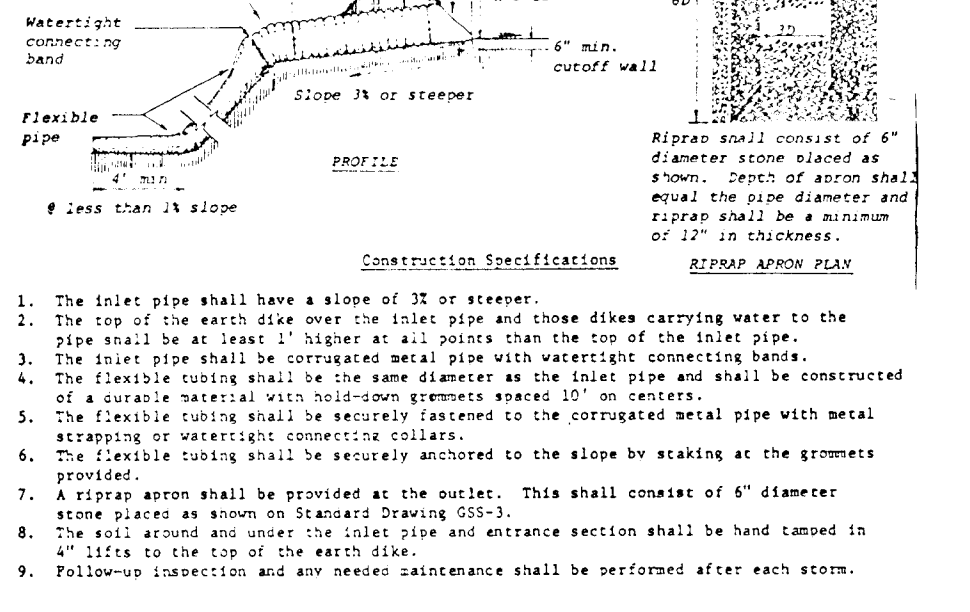 Watertight
connecting
band
6" min.
cutoff wall
Slope 3% or steeper
Flexible
pipe
PROFILE
4' min
@ less than 1% slope
6D
3D
Riprap shall consist of 6"
diameter stone placed as
shown. Depth of apron shall
equal the pipe diameter and
riprap shall be a minimum
of 12" in thickness.
RIPRAP APRON PLAN
Construction Specifications
1. The inlet pipe shall have a slope of 3% or steeper.
2. The top of the earth dike over the inlet pipe and those dikes carrying water to the
pipe shall be at least 1' higher at all points than the top of the inlet pipe.
3. The inlet pipe shall be corrugated metal pipe with watertight connecting bands.
4. The flexible tubing shall be the same diameter as the inlet pipe and shall be constructed
of a durable material with hold-down grommets spaced 10' on centers.
5. The flexible tubing shall be securely fastened to the corrugated metal pipe with metal
strapping or watertight connecting collars.
6. The flexible tubing shall be securely anchored to the slope by staking at the grommets
provided.
7. A riprap apron shall be provided at the outlet. This shall consist of 6" diameter
stone placed as shown on Standard Drawing GSS-3.
8. The soil around and under the inlet pipe and entrance section shall be hand tamped in
4" lifts to the top of the earth dike.
9. Follow-up inspection and any needed maintenance shall be performed after each storm.